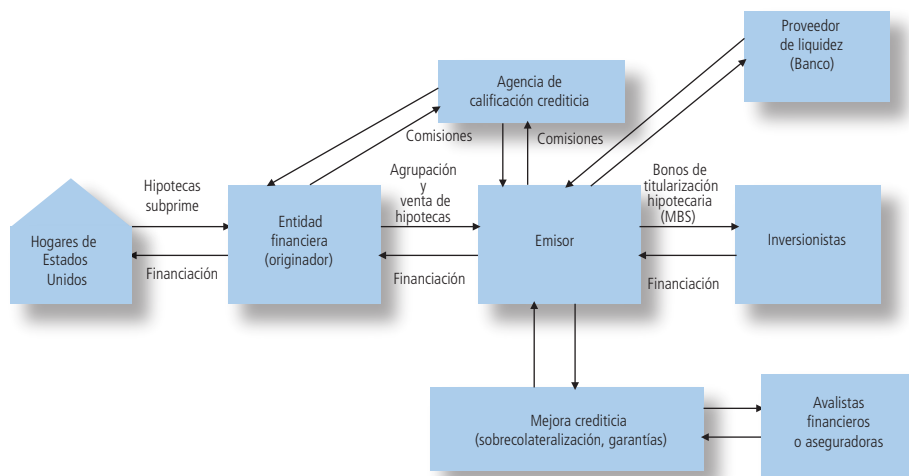 Proveedor
de liquidez
(Banco)
Agencia de
calificación crediticia
Comisiones
Comisiones
Hipotecas
subprime
Agrupación
y
venta de
hipotecas
Bonos de
titularización
hipotecaria
(MBS)
Hogares de
Estados
Unidos
Entidad
financiera
(originador)
Emisor
Inversionistas
Financiación
Financiación
Financiación
Mejora crediticia
(sobrecolateralización, garantías)
Avalistas
financieros
o aseguradoras